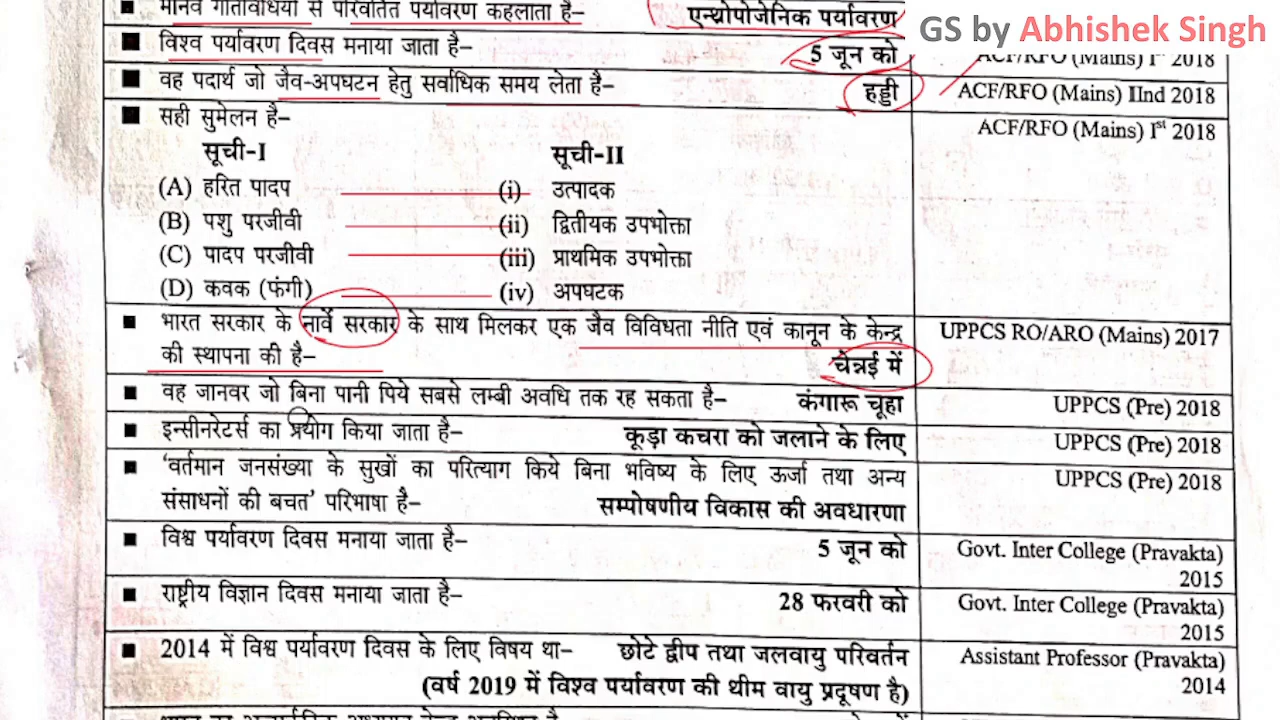 मानव गतिविधियों से परिवर्तित पर्यावरण कहलाता है– एन्थ्रोपोजेनिक पर्यावरण
GS by Abhishek Singh
■ विश्व पर्यावरण दिवस मनाया जाता है– 5 जून को ACF/RFO (Mains) Iˢᵗ 2018
■ वह पदार्थ जो जैव-अपघटन हेतु सर्वाधिक समय लेता है– हड्डी ACF/RFO (Mains) IInd 2018
■ सही सुमेलन है– ACF/RFO (Mains) Iˢᵗ 2018
सूची-I सूची-II
(A) हरित पादप (i) उत्पादक
(B) पशु परजीवी (ii) द्वितीयक उपभोक्ता
(C) पादप परजीवी (iii) प्राथमिक उपभोक्ता
(D) कवक (फंगी) (iv) अपघटक
■ भारत सरकार के नार्वे सरकार के साथ मिलकर एक जैव विविधता नीति एवं कानून के केन्द्र UPPCS RO/ARO (Mains) 2017
की स्थापना की है– चेन्नई में
■ वह जानवर जो बिना पानी पिये सबसे लम्बी अवधि तक रह सकता है– कंगारू चूहा UPPCS (Pre) 2018
■ इन्सीनरेटर्स का प्रयोग किया जाता है– कूड़ा कचरा को जलाने के लिए UPPCS (Pre) 2018
■ 'वर्तमान जनसंख्या के सुखों का परित्याग किये बिना भविष्य के लिए ऊर्जा तथा अन्य UPPCS (Pre) 2018
संसाधनों की बचत' परिभाषा है– सम्पोषणीय विकास की अवधारणा
■ विश्व पर्यावरण दिवस मनाया जाता है– 5 जून को Govt. Inter College (Pravakta)
2015
■ राष्ट्रीय विज्ञान दिवस मनाया जाता है– 28 फरवरी को Govt. Inter College (Pravakta)
2015
■ 2014 में विश्व पर्यावरण दिवस के लिए विषय था– छोटे द्वीप तथा जलवायु परिवर्तन Assistant Professor (Pravakta)
(वर्ष 2019 में विश्व पर्यावरण की थीम वायु प्रदूषण है) 2014